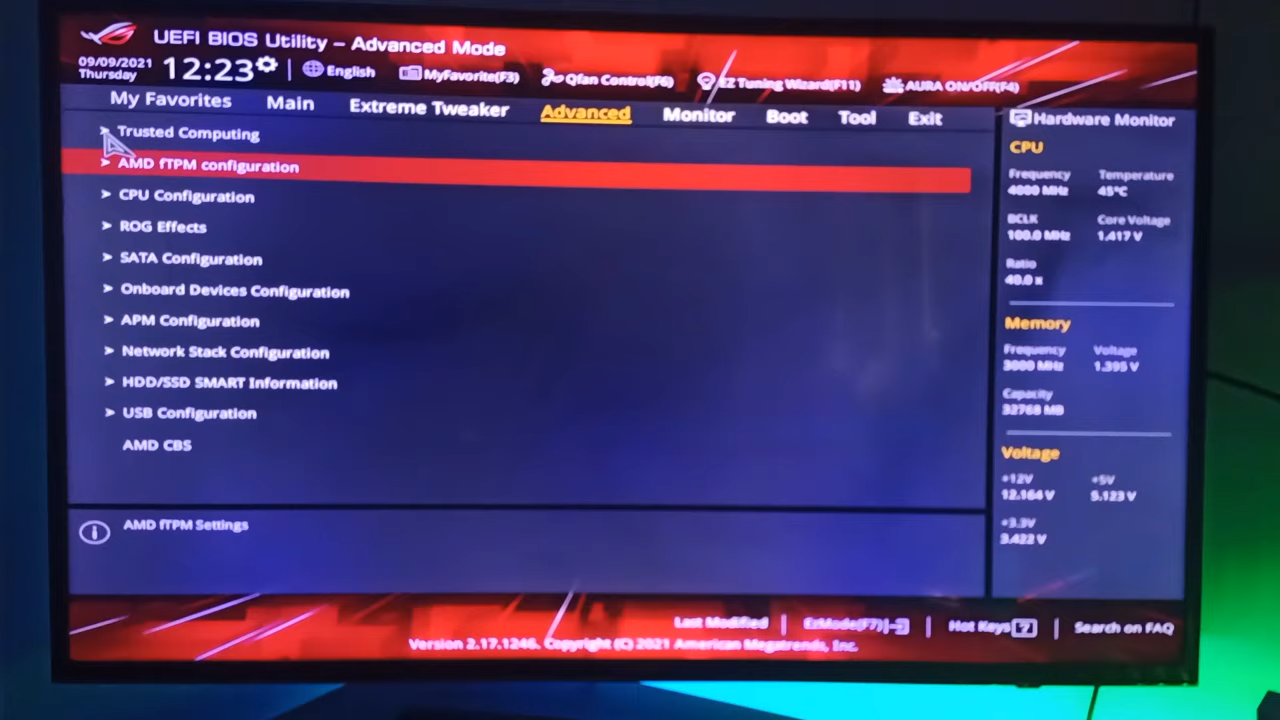 UEFI BIOS Utility – Advanced Mode
09/09/2021
Thursday
12:23
English
MyFavorite(F3)
Qfan Control(F6)
EZ Tuning Wizard(F11)
AURA ON/OFF(F4)
My Favorites
Main
Extreme Tweaker
Advanced
Monitor
Boot
Tool
Exit
Trusted Computing
AMD fTPM configuration
CPU Configuration
ROG Effects
SATA Configuration
Onboard Devices Configuration
APM Configuration
Network Stack Configuration
HDD/SSD SMART Information
USB Configuration
AMD CBS
AMD fTPM Settings
Hardware Monitor
CPU
Frequency Temperature
4000 MHz 45°C
BCLK Core Voltage
100.0 MHz 1.417 V
Ratio
40.0x
Memory
Frequency Voltage
3000 MHz 1.395 V
Capacity
32768 MB
Voltage
+12V +5V
12.164 V 5.123 V
+3.3V
3.422 V
Last Modified
EzMode(F7)
Hot Keys ?
Search on FAQ
Version 2.17.1246. Copyright (C) 2021 American Megatrends, Inc.